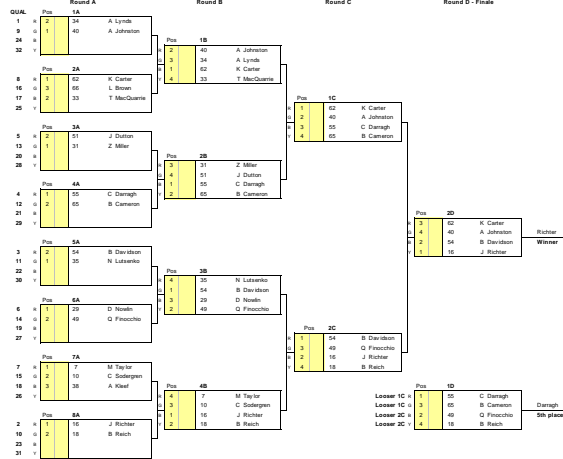 Round A Round B Round C Round D - Finale
QUAL Pos 1A
1 R 2 34 A Lynds
9 G 1 40 A Johnston
24 B
32 Y
Pos 2A
8 R 1 62 K Carter
16 G 3 66 L Brown
17 B 2 33 T MacQuarrie
25 Y
Pos 3A
5 R 2 51 J Dutton
13 G 1 31 Z Miller
20 B
28 Y
Pos 4A
4 R 1 55 C Darragh
12 G 2 65 B Cameron
21 B
29 Y
Pos 5A
3 R 2 54 B Davidson
11 G 1 35 N Lutsenko
22 B
30 Y
Pos 6A
6 R 1 29 D Nowlin
14 G 2 49 Q Finocchio
19 B
27 Y
Pos 7A
7 R 1 7 M Taylor
15 G 2 10 C Sodergren
18 B 3 38 A Kleef
26 Y
Pos 8A
2 R 1 16 J Richter
10 G 2 18 B Reich
23 B
31 Y
Pos 1B
R 2 40 A Johnston
G 3 34 A Lynds
B 1 62 K Carter
Y 4 33 T MacQuarrie
Pos 2B
R 3 31 Z Miller
G 4 51 J Dutton
B 1 55 C Darragh
Y 2 65 B Cameron
Pos 3B
R 4 35 N Lutsenko
G 1 54 B Davidson
B 3 29 D Nowlin
Y 2 49 Q Finocchio
Pos 4B
R 4 7 M Taylor
G 3 10 C Sodergren
B 1 16 J Richter
Y 2 18 B Reich
Pos 1C
R 1 62 K Carter
G 2 40 A Johnston
B 3 55 C Darragh
Y 4 65 B Cameron
Pos 2C
R 1 54 B Davidson
G 3 49 Q Finocchio
B 2 16 J Richter
Y 4 18 B Reich
Pos 2D
R 3 62 K Carter
G 4 40 A Johnston Richter
B 2 54 B Davidson Winner
Y 1 16 J Richter
Pos 1D
Looser 1C R 1 55 C Darragh
Looser 1C G 3 65 B Cameron Darragh
Looser 2C B 2 49 Q Finocchio 5th place
Looser 2C Y 4 18 B Reich